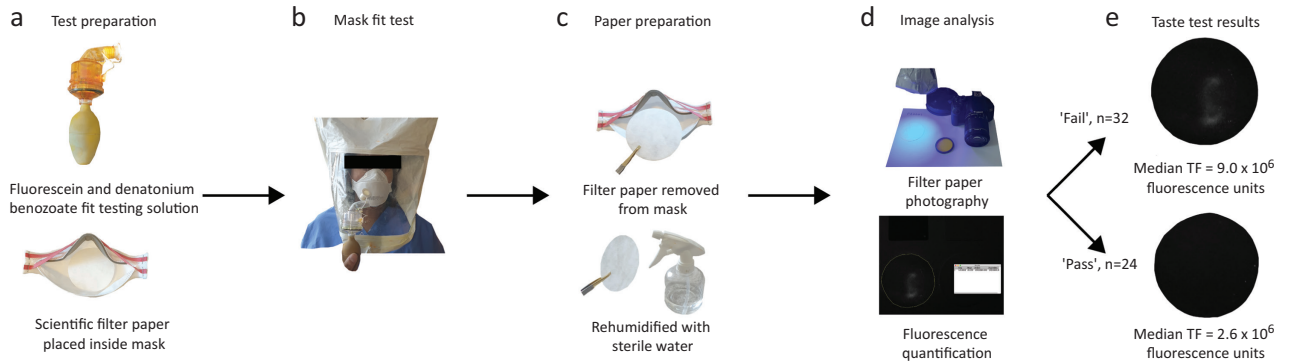 a Test preparation
Fluorescein and denatonium
benzoate fit testing solution
Scientific filter paper
placed inside mask
b Mask fit test
c Paper preparation
Filter paper removed
from mask
Rehumidified with
sterile water
d Image analysis
Filter paper
photography
Fluorescence
quantification
e Taste test results
'Fail', n=32
Median TF = 9.0 x 10⁶
fluorescence units
'Pass', n=24
Median TF = 2.6 x 10⁶
fluorescence units